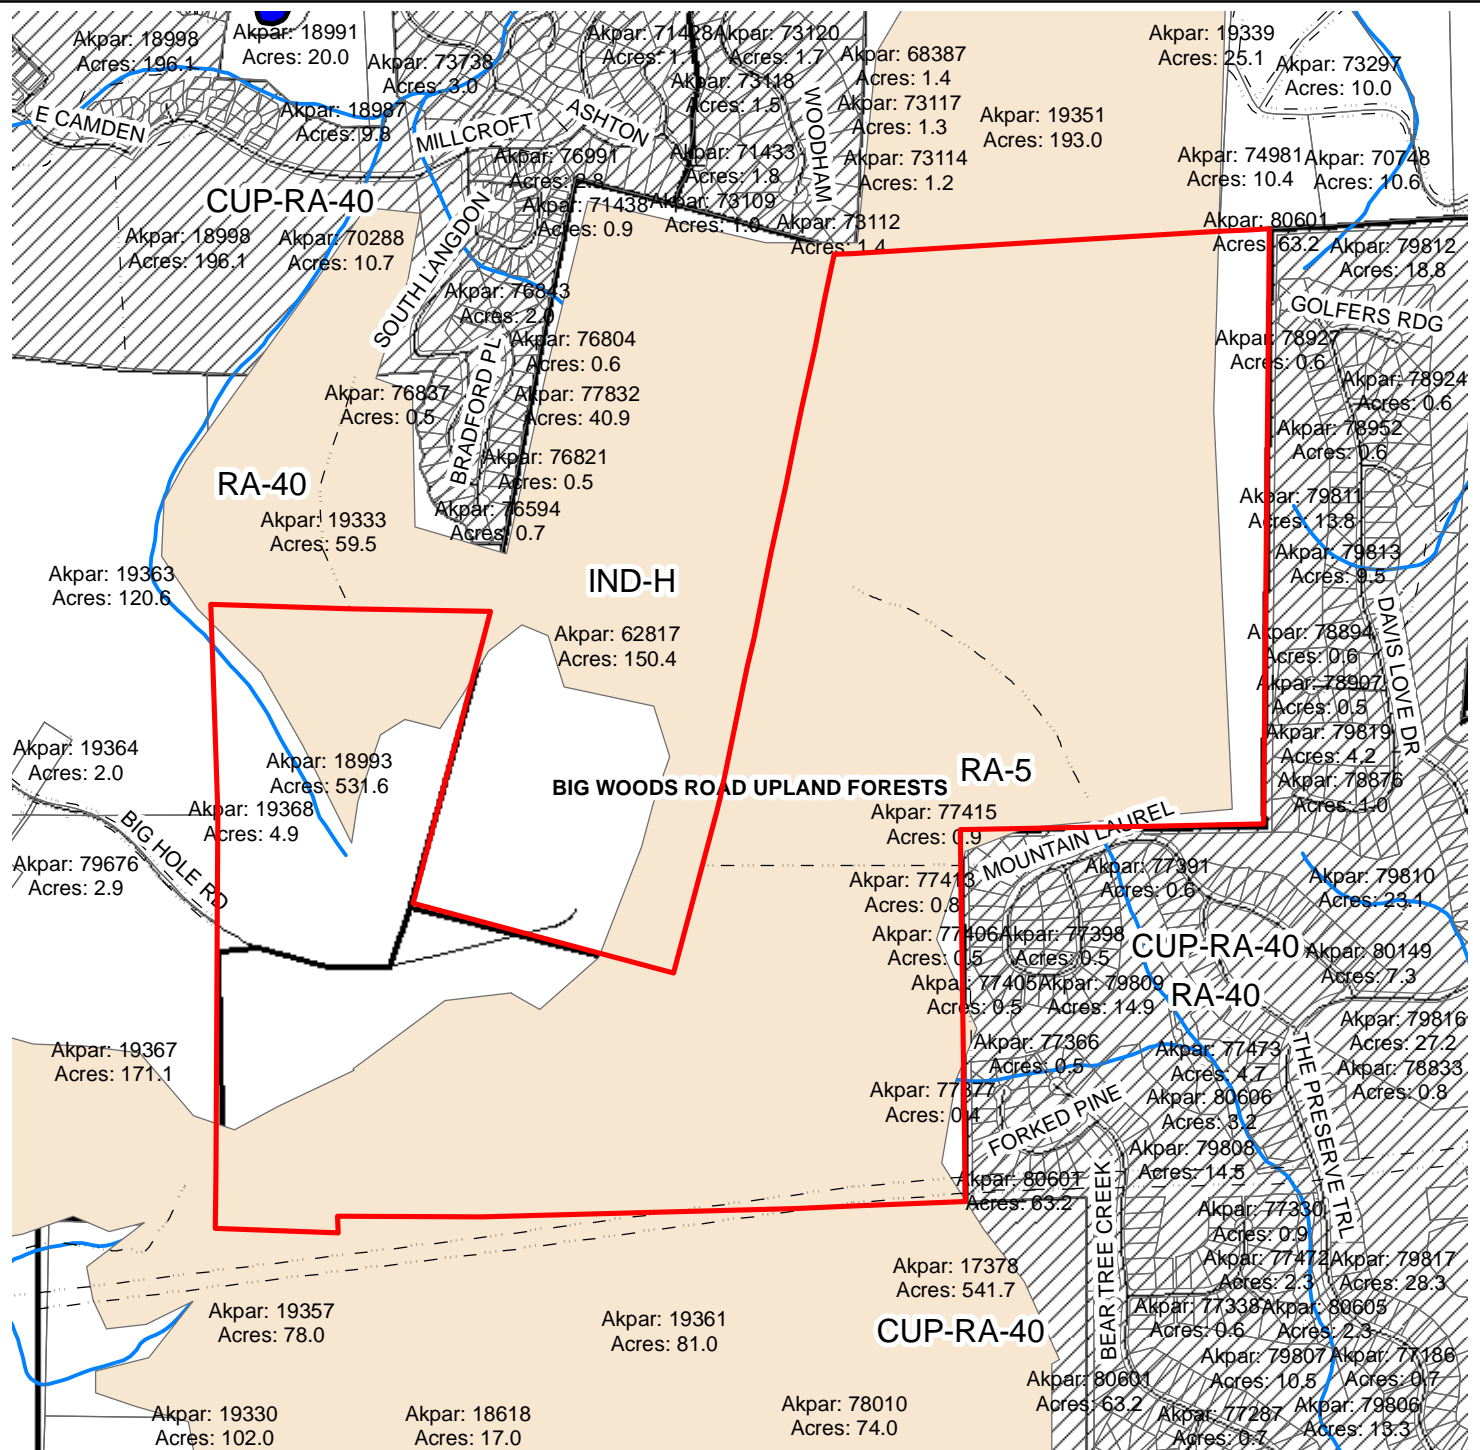 Akpar: 18998
Acres: 196.1
Akpar: 18991
Acres: 20.0
Akpar: 73738
Acres: 3.0
Akpar: 71428
Acres: 1.
Akpar: 73120
Acres: 1.7
Akpar: 68387
Acres: 1.4
Akpar: 19339
Acres: 25.1
Akpar: 73297
Acres: 10.0
Akpar: 73118
Acres: 1.5
Akpar: 18987
Acres: 9.8
Akpar: 73117
Acres: 1.3
Akpar: 19351
Acres: 193.0
E CAMDEN
MILLCROFT
ASHTON
WOODHAM
Akpar: 76991
Acres: 2.8
Akpar: 71433
Acres: 1.8
Akpar: 73114
Acres: 1.2
Akpar: 74981
Acres: 10.4
Akpar: 70748
Acres: 10.6
CUP-RA-40
Akpar: 71438
Acres: 0.9
Akpar: 73109
Acres: 1.0
Akpar: 73112
Acres: 1.4
Akpar: 80601
Acres: 63.2
Akpar: 18998
Acres: 196.1
Akpar: 70288
Acres: 10.7
Akpar: 79812
Acres: 18.8
SOUTH LANGDON
Akpar: 76843
Acres: 2.0
GOLFERS RDG
Akpar: 76804
Acres: 0.6
Akpar: 78927
Acres: 0.6
Akpar: 76837
Acres: 0.5
Akpar: 77832
Acres: 40.9
Akpar: 78924
Acres: 0.6
BRADFORD PL
Akpar: 78952
Acres: 0.6
Akpar: 76821
Acres: 0.5
RA-40
Akpar: 76594
Acres: 0.7
Akpar: 79811
Acres: 13.8
Akpar: 19333
Acres: 59.5
Akpar: 79813
Acres: 9.5
Akpar: 19363
Acres: 120.6
IND-H
DAVIS LOVE DR
Akpar: 62817
Acres: 150.4
Akpar: 78894
Acres: 0.6
Akpar: 78907
Acres: 0.5
Akpar: 19364
Acres: 2.0
Akpar: 18993
Acres: 531.6
Akpar: 79819
Acres: 4.2
RA-5
BIG WOODS ROAD UPLAND FORESTS
Akpar: 78876
Acres: 1.0
Akpar: 19368
Acres: 4.9
Akpar: 77415
Acres: 0.9
BIG HOLE RD
MOUNTAIN LAUREL
Akpar: 79676
Acres: 2.9
Akpar: 77413
Acres: 0.8
Akpar: 77391
Acres: 0.6
Akpar: 79810
Acres: 23.1
Akpar: 77406
Acres: 0.5
Akpar: 77398
Acres: 0.5
CUP-RA-40
Akpar: 80149
Acres: 7.3
Akpar: 77405
Acres: 0.5
Akpar: 79809
Acres: 14.9
RA-40
Akpar: 79816
Acres: 27.2
Akpar: 19367
Acres: 171.1
Akpar: 77366
Acres: 0.5
Akpar: 77473
Acres: 4.7
Akpar: 78833
Acres: 0.8
Akpar: 77377
Acres: 0.4
Akpar: 80606
Acres: 3.2
FORKED PINE
THE PRESERVE TRL
Akpar: 79808
Acres: 14.5
Akpar: 80601
Acres: 63.2
BEAR TREE CREEK
Akpar: 77330
Acres: 0.9
Akpar: 17378
Acres: 541.7
Akpar: 77472
Acres: 2.3
Akpar: 79817
Acres: 28.3
Akpar: 19357
Acres: 78.0
Akpar: 19361
Acres: 81.0
CUP-RA-40
Akpar: 77338
Acres: 0.6
Akpar: 80605
Acres: 2.3
Akpar: 79807
Acres: 10.5
Akpar: 77186
Acres: 0.7
Akpar: 80601
Acres: 63.2
Akpar: 19330
Acres: 102.0
Akpar: 18618
Acres: 17.0
Akpar: 78010
Acres: 74.0
Akpar: 77287
Acres: 0.7
Akpar: 79806
Acres: 13.3